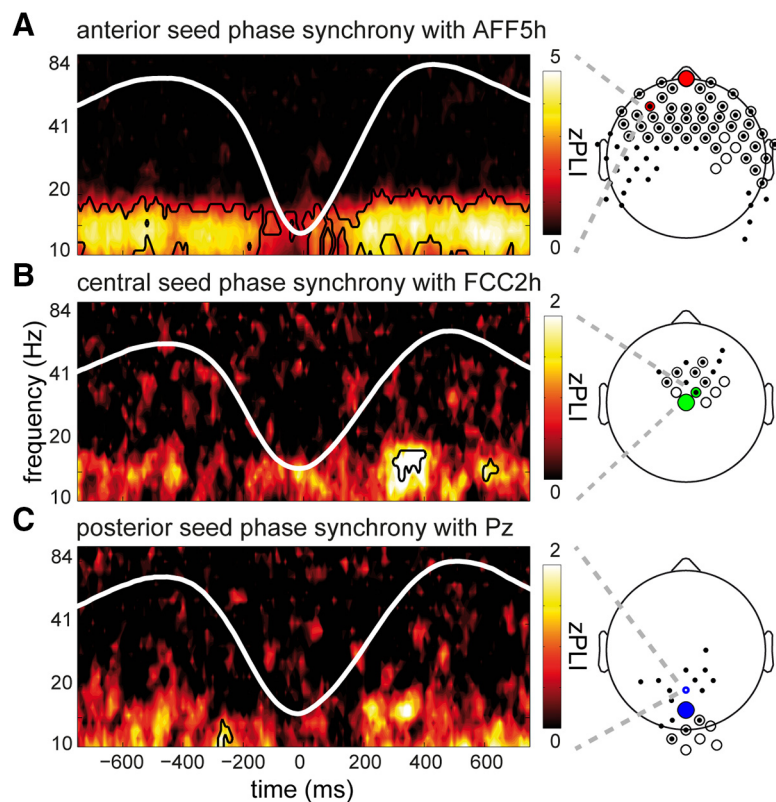 A
anterior seed phase synchrony with AFF5h
84
41
20
10
5
0
zPLI
B
central seed phase synchrony with FCC2h
84
41
20
10
frequency (Hz)
2
0
zPLI
C
posterior seed phase synchrony with Pz
84
41
20
10
2
0
zPLI
−600 −400 −200 0 200 400 600
time (ms)